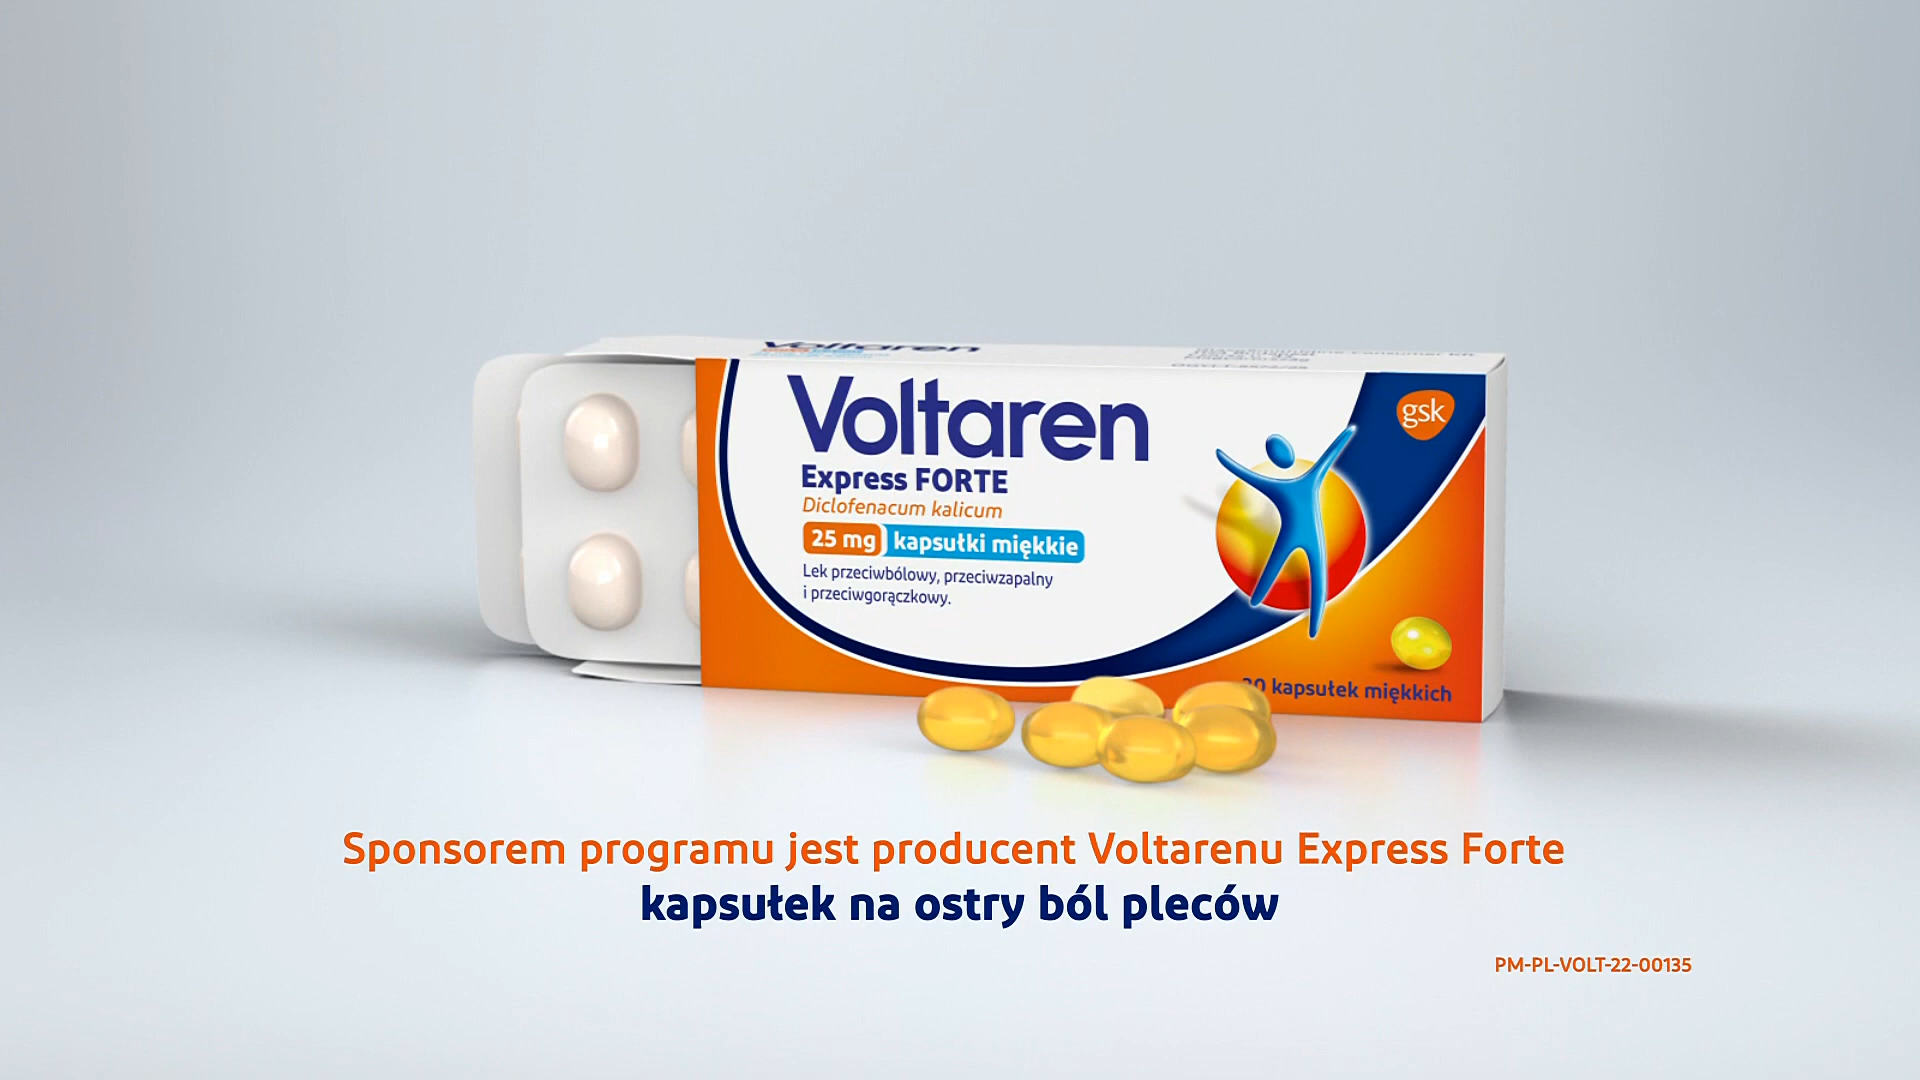 Voltaren
Voltaren
gsk
Express FORTE
Diclofenacum kalicum
25 mg kapsułki miękkie
Lek przeciwbólowy, przeciwzapalny
i przeciwgorączkowy.
kapsułek miękkich
Sponsorem programu jest producent Voltarenu Express Forte
kapsułek na ostry ból pleców
PM-PL-VOLT-22-00135